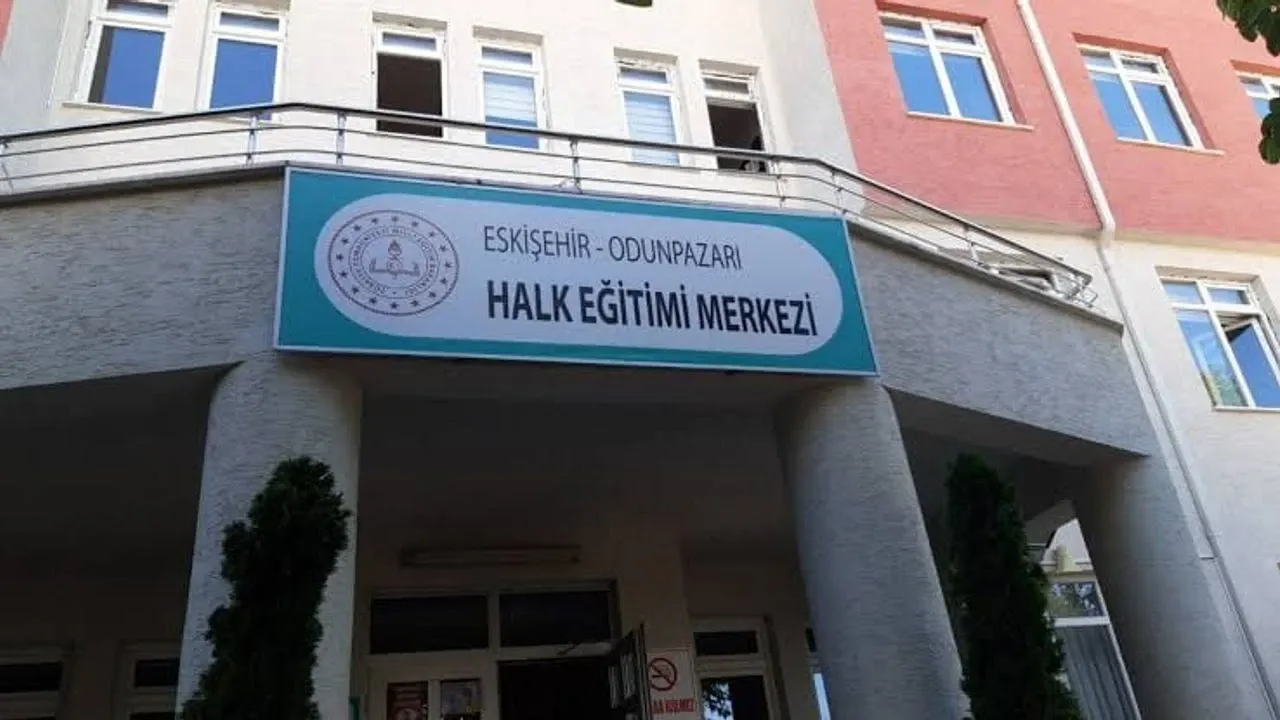 ESKİŞEHİR - ODUNPAZARI
HALK EĞİTİMİ MERKEZİ